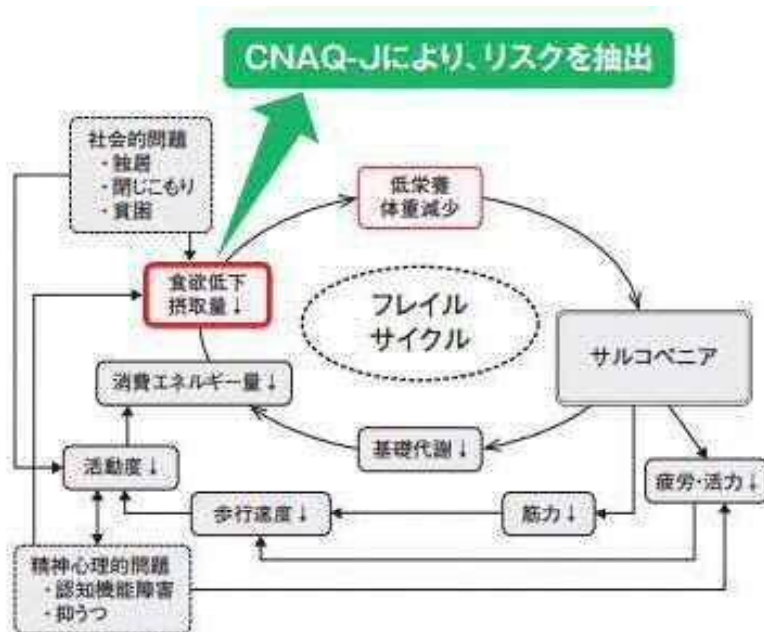 CNAQ-Jにより、リスクを抽出
社会的問題
・独居
・閉じこもり
・貧困
低栄養
体重減少
食欲低下
摂取量↓
フレイル
サイクル
サルコペニア
消費エネルギー量↓
基礎代謝↓
活動度↓
疲労・活力↓
歩行速度↓
筋力↓
精神心理的問題
・認知機能障害
・抑うつ